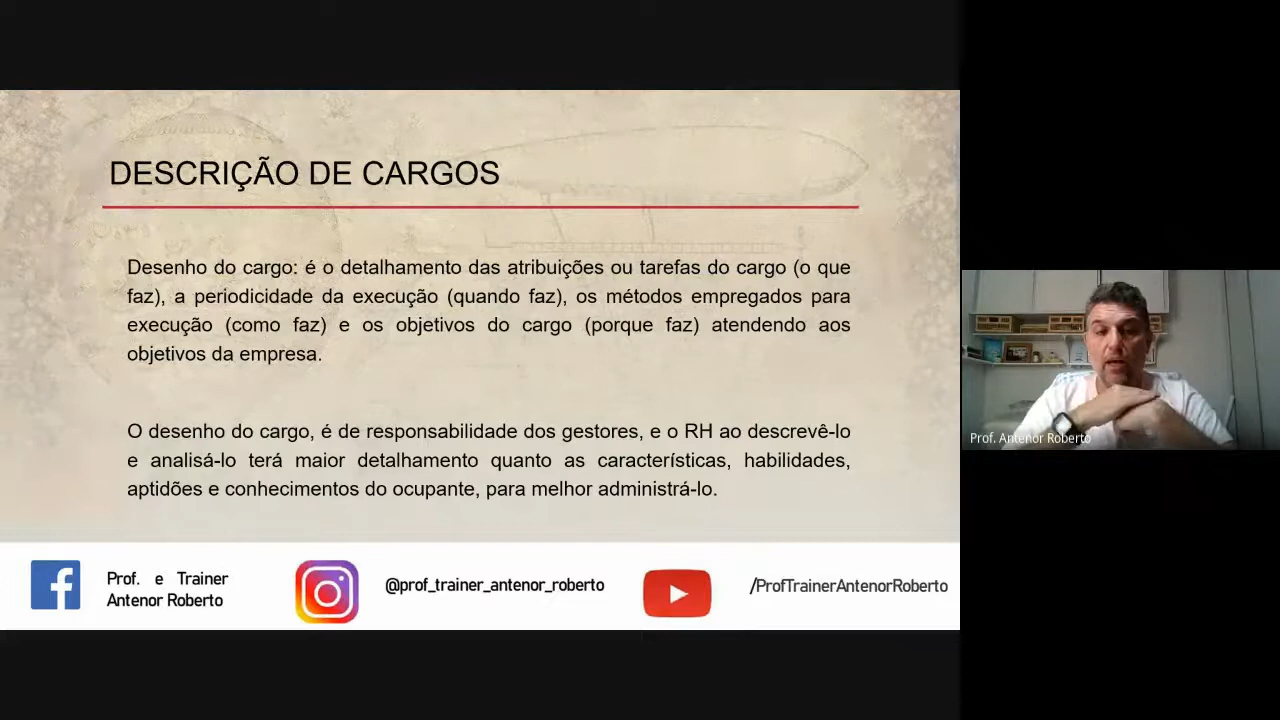 DESCRIÇÃO DE CARGOS
Desenho do cargo: é o detalhamento das atribuições ou tarefas do cargo (o que
faz), a periodicidade da execução (quando faz), os métodos empregados para
execução (como faz) e os objetivos do cargo (porque faz) atendendo aos
objetivos da empresa.
O desenho do cargo, é de responsabilidade dos gestores, e o RH ao descrevê-lo
e analisá-lo terá maior detalhamento quanto as características, habilidades,
aptidões e conhecimentos do ocupante, para melhor administrá-lo.
Prof. e Trainer
Antenor Roberto
@prof_trainer_antenor_roberto
/ProfTrainerAntenorRoberto
Prof. Antenor Roberto